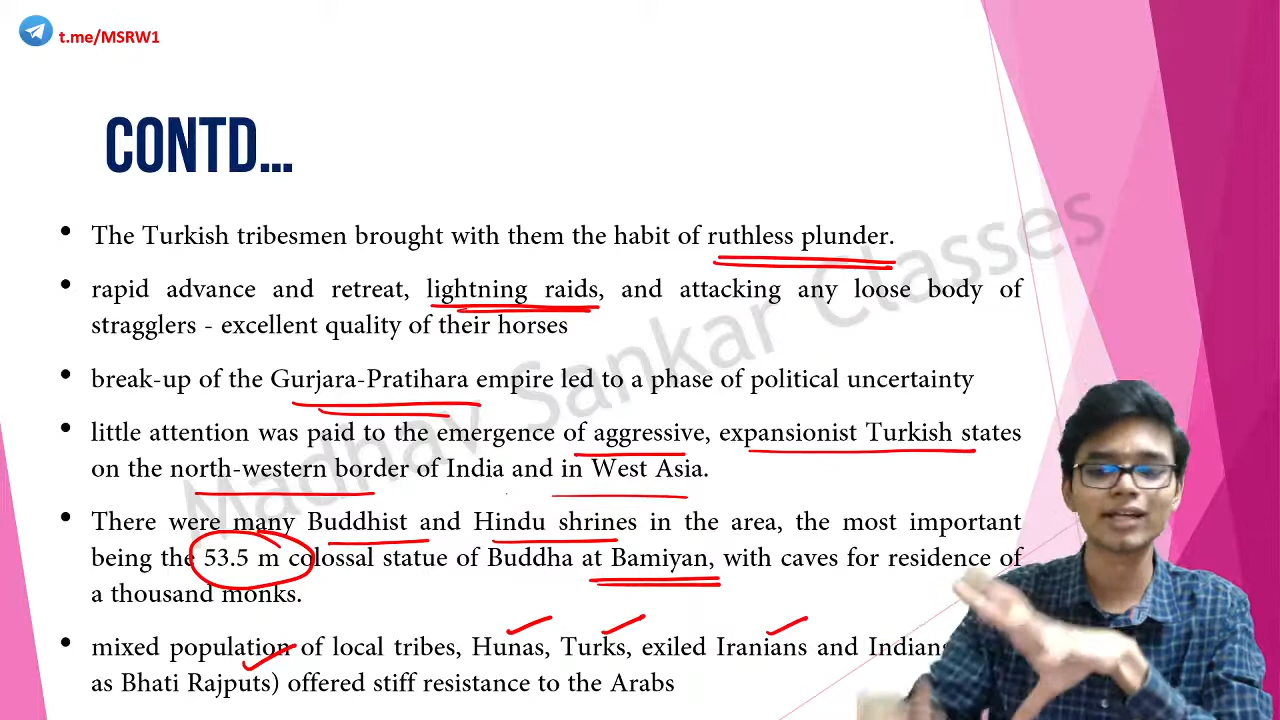 t.me/MSRW1
CONTD...
• The Turkish tribesmen brought with them the habit of ruthless plunder.
• rapid advance and retreat, lightning raids, and attacking any loose body of
stragglers - excellent quality of their horses
• break-up of the Gurjara-Pratihara empire led to a phase of political uncertainty
• little attention was paid to the emergence of aggressive, expansionist Turkish states
on the north-western border of India and in West Asia.
• There were many Buddhist and Hindu shrines in the area, the most important
being the 53.5 m colossal statue of Buddha at Bamiyan, with caves for residence of
a thousand monks.
• mixed population of local tribes, Hunas, Turks, exiled Iranians and Indians
as Bhati Rajputs) offered stiff resistance to the Arabs
Madhav Sankar Classes